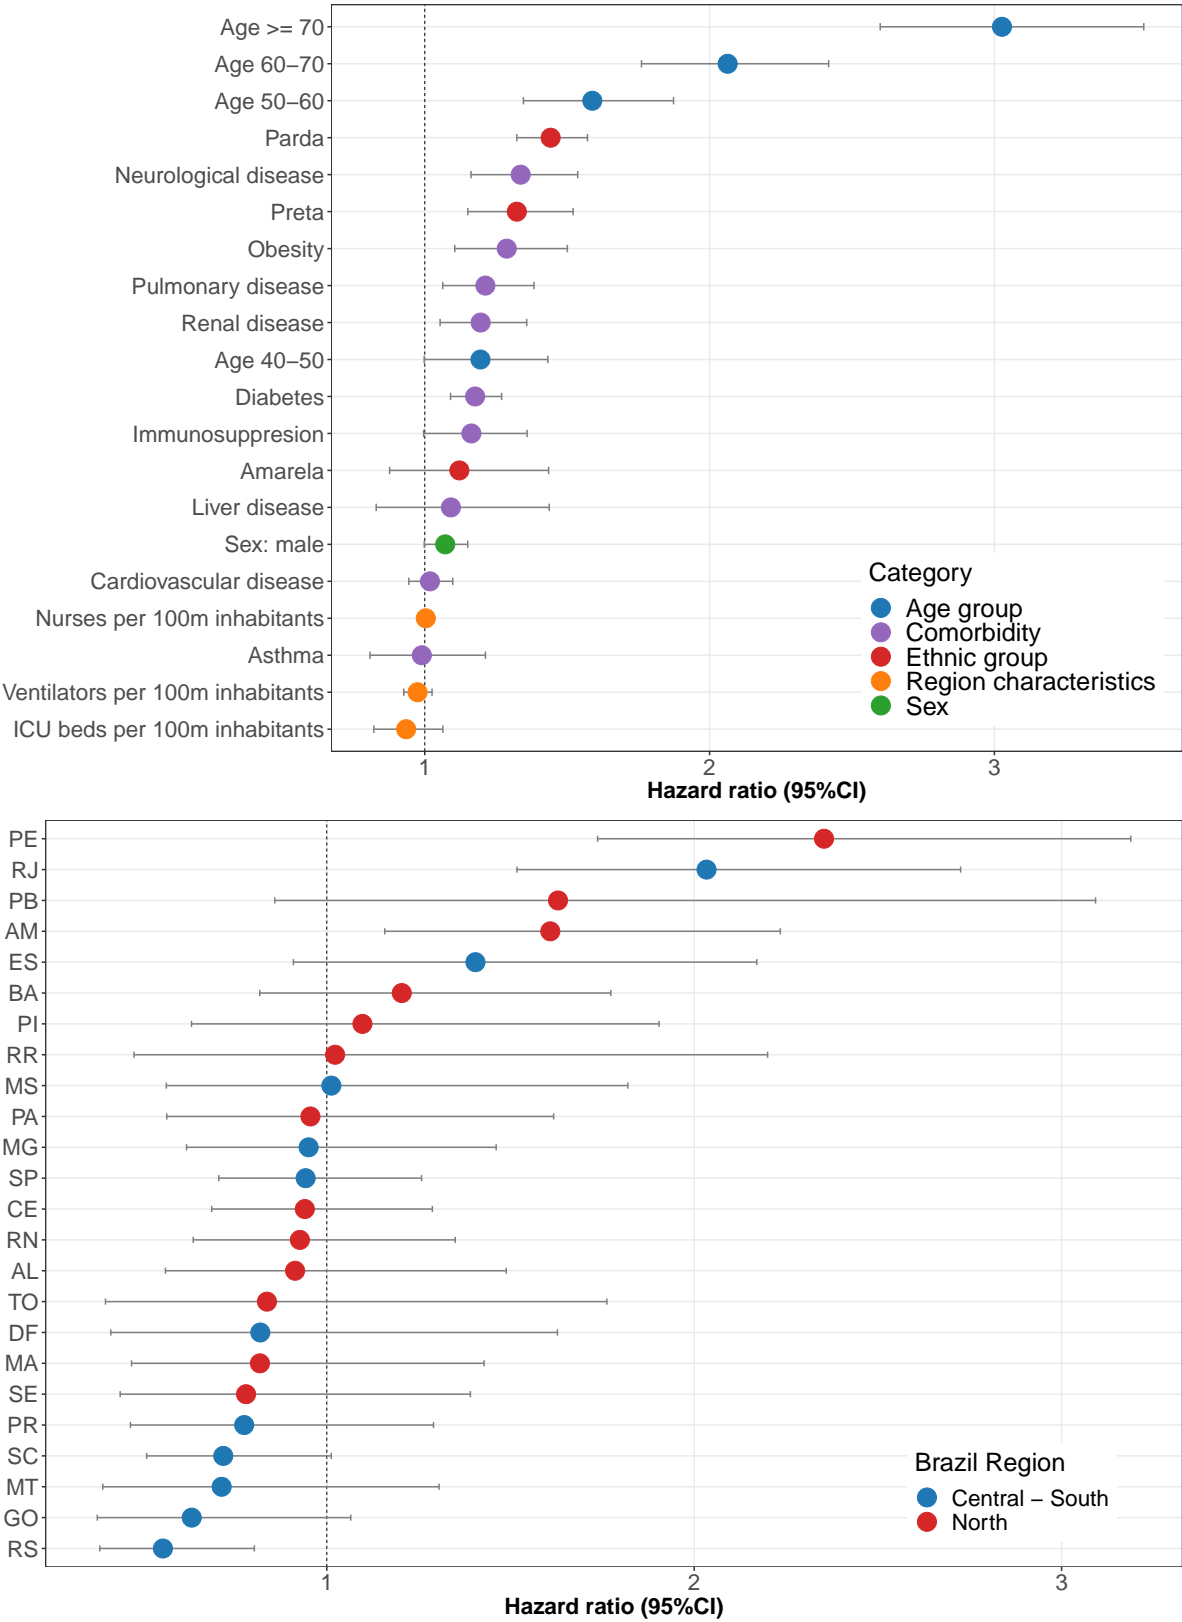 Age >= 70
Age 60−70
Age 50−60
Parda
Neurological disease
Preta
Obesity
Pulmonary disease
Renal disease
Age 40−50
Diabetes
Immunosuppresion
Amarela
Liver disease
Sex: male
Cardiovascular disease
Nurses per 100m inhabitants
Asthma
Ventilators per 100m inhabitants
ICU beds per 100m inhabitants
Category
Age group
Comorbidity
Ethnic group
Region characteristics
Sex
1 2 3
Hazard ratio (95%CI)
PE
RJ
PB
AM
ES
BA
PI
RR
MS
PA
MG
SP
CE
RN
AL
TO
DF
MA
SE
PR
SC
MT
GO
RS
Brazil Region
Central − South
North
1 2 3
Hazard ratio (95%CI)